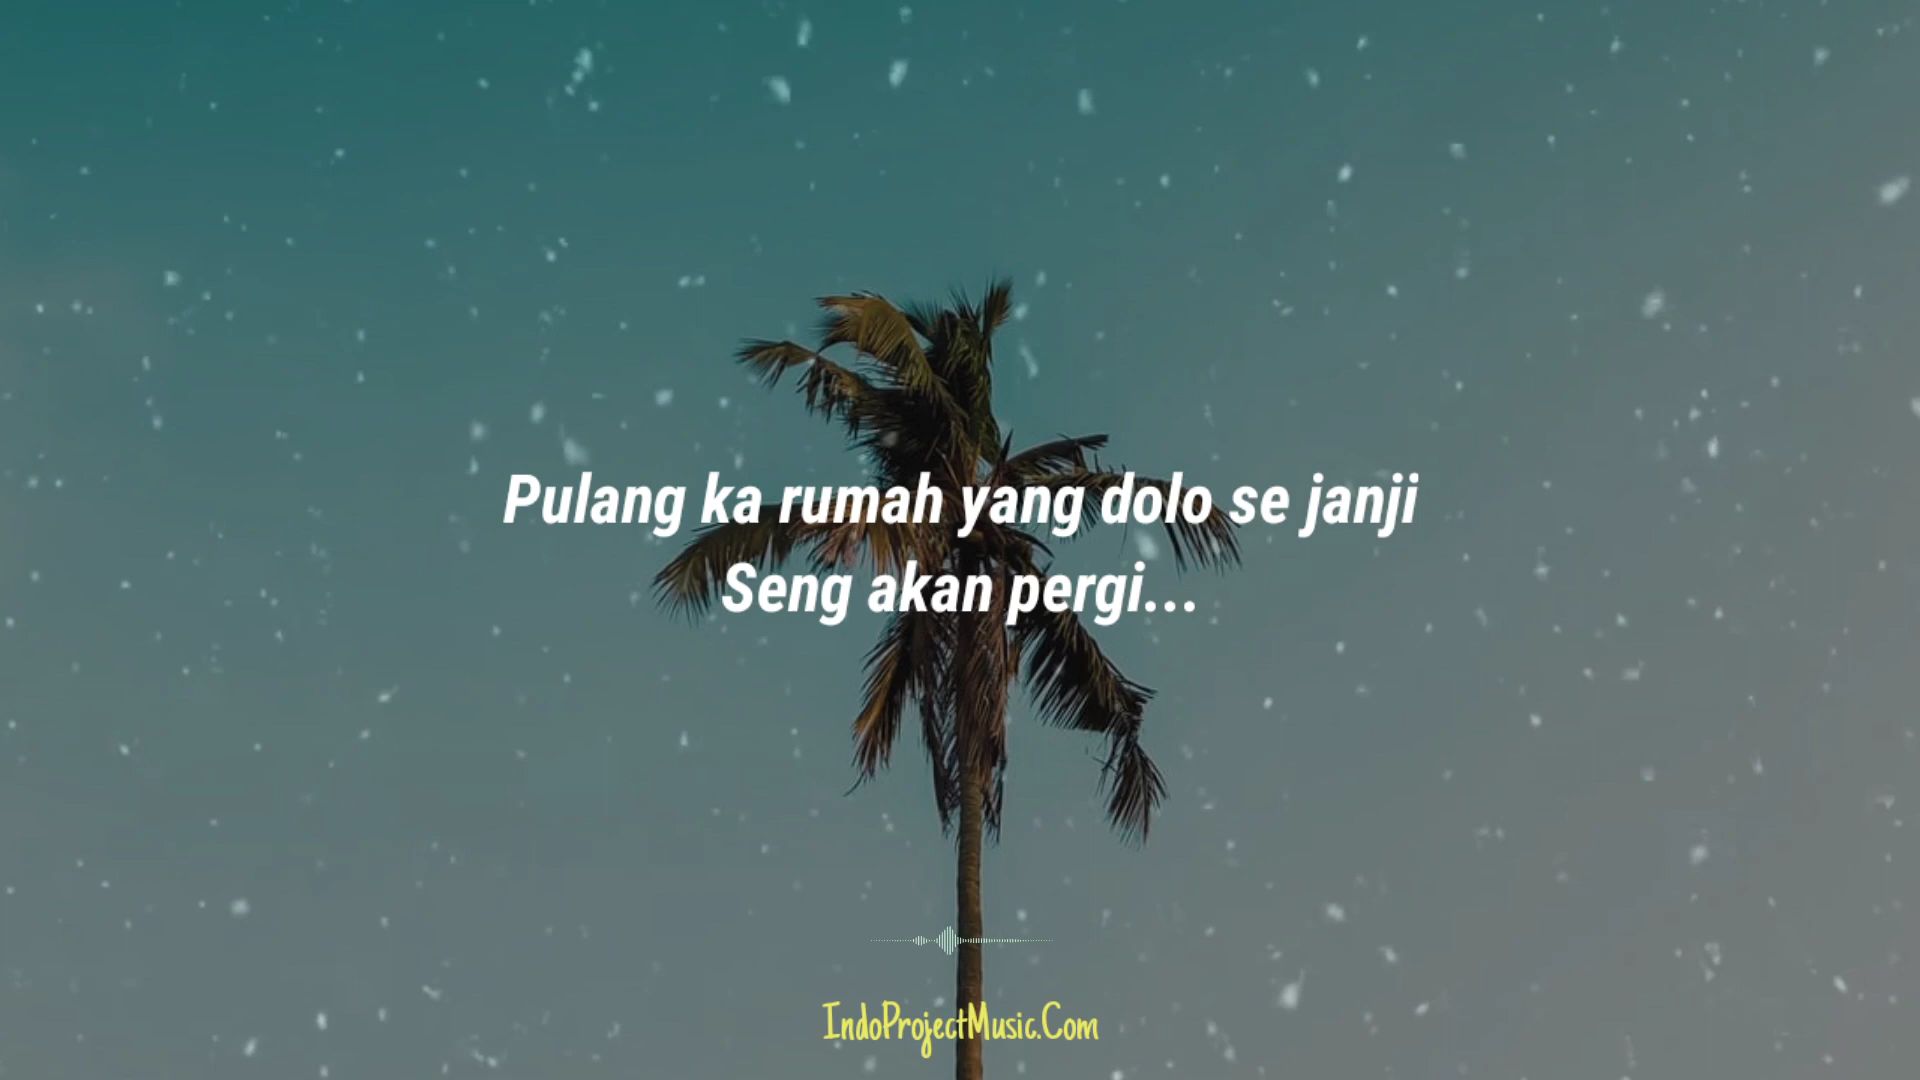 Pulang ka rumah yang dolo se janji
Seng akan pergi...
IndoProjectMusic.Com